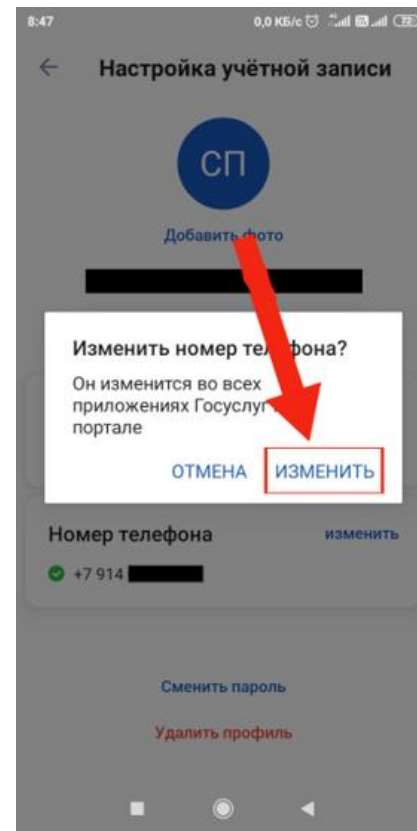 8:47 0,0 КБ/с 72
Настройка учётной записи
СП
Добавить фото
Изменить номер телефона?
Он изменится во всех
приложениях Госуслуг
портале
ОТМЕНА ИЗМЕНИТЬ
Номер телефона изменить
+7 914
Сменить пароль
Удалить профиль